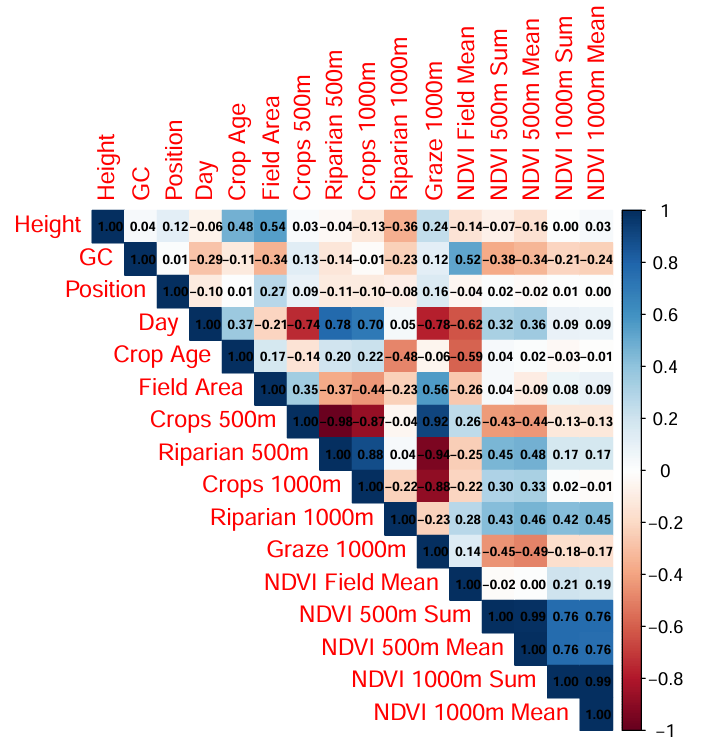 Height
GC
Position
Day
Crop Age
Field Area
Crops 500m
Riparian 500m
Crops 1000m
Riparian 1000m
Graze 1000m
NDVI Field Mean
NDVI 500m Sum
NDVI 500m Mean
NDVI 1000m Sum
NDVI 1000m Mean
Height 1.00 0.04 0.12 −0.06 0.48 0.54 0.03 −0.04 −0.13 −0.36 0.24 −0.14 −0.07 −0.16 0.00 0.03
GC 1.00 0.01 −0.29 −0.11 −0.34 0.13 −0.14 −0.01 −0.23 0.12 0.52 −0.38 −0.34 −0.21 −0.24
Position 1.00 −0.10 0.01 0.27 0.09 −0.11 −0.10 −0.08 0.16 −0.04 0.02 −0.02 0.01 0.00
Day 1.00 0.37 −0.21 −0.74 0.78 0.70 0.05 −0.78 −0.62 0.32 0.36 0.09 0.09
Crop Age 1.00 0.17 −0.14 0.20 0.22 −0.48 −0.06 −0.59 0.04 0.02 −0.03 −0.01
Field Area 1.00 0.35 −0.37 −0.44 −0.23 0.56 −0.26 0.04 −0.09 0.08 0.09
Crops 500m 1.00 −0.98 −0.87 −0.04 0.92 0.26 −0.43 −0.44 −0.13 −0.13
Riparian 500m 1.00 0.88 0.04 −0.94 −0.25 0.45 0.48 0.17 0.17
Crops 1000m 1.00 −0.22 −0.88 −0.22 0.30 0.33 0.02 −0.01
Riparian 1000m 1.00 −0.23 0.28 0.43 0.46 0.42 0.45
Graze 1000m 1.00 0.14 −0.45 −0.49 −0.18 −0.17
NDVI Field Mean 1.00 −0.02 0.00 0.21 0.19
NDVI 500m Sum 1.00 0.99 0.76 0.76
NDVI 500m Mean 1.00 0.76 0.76
NDVI 1000m Sum 1.00 0.99
NDVI 1000m Mean 1.00
1
0.8
0.6
0.4
0.2
0
−0.2
−0.4
−0.6
−0.8
−1